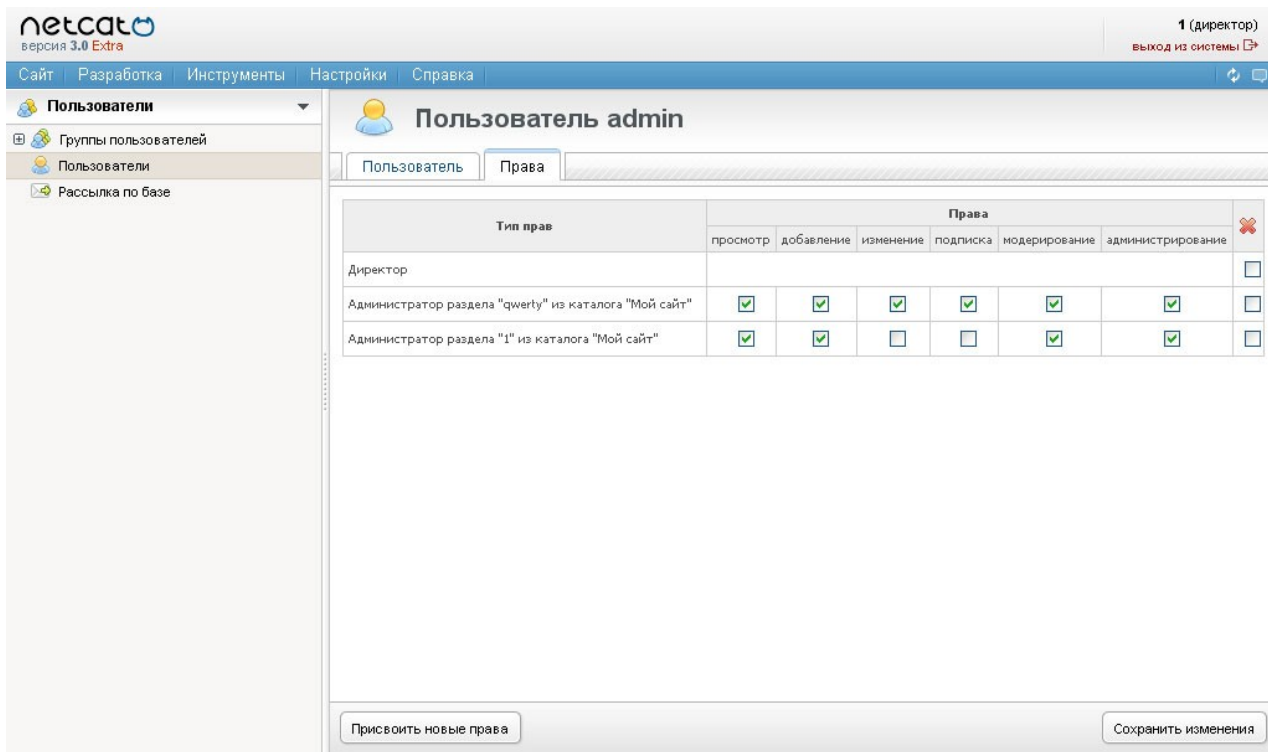 netcat
1 (директор)
версия 3.0 Extra
выход из системы
Сайт Разработка Инструменты Настройки Справка
Пользователи
Группы пользователей
Пользователи
Рассылка по базе
Пользователь admin
Пользователь Права
Тип прав
Права
просмотр добавление изменение подписка модерирование администрирование
Директор
Администратор раздела "qwerty" из каталога "Мой сайт"
Администратор раздела "1" из каталога "Мой сайт"
Присвоить новые права
Сохранить изменения